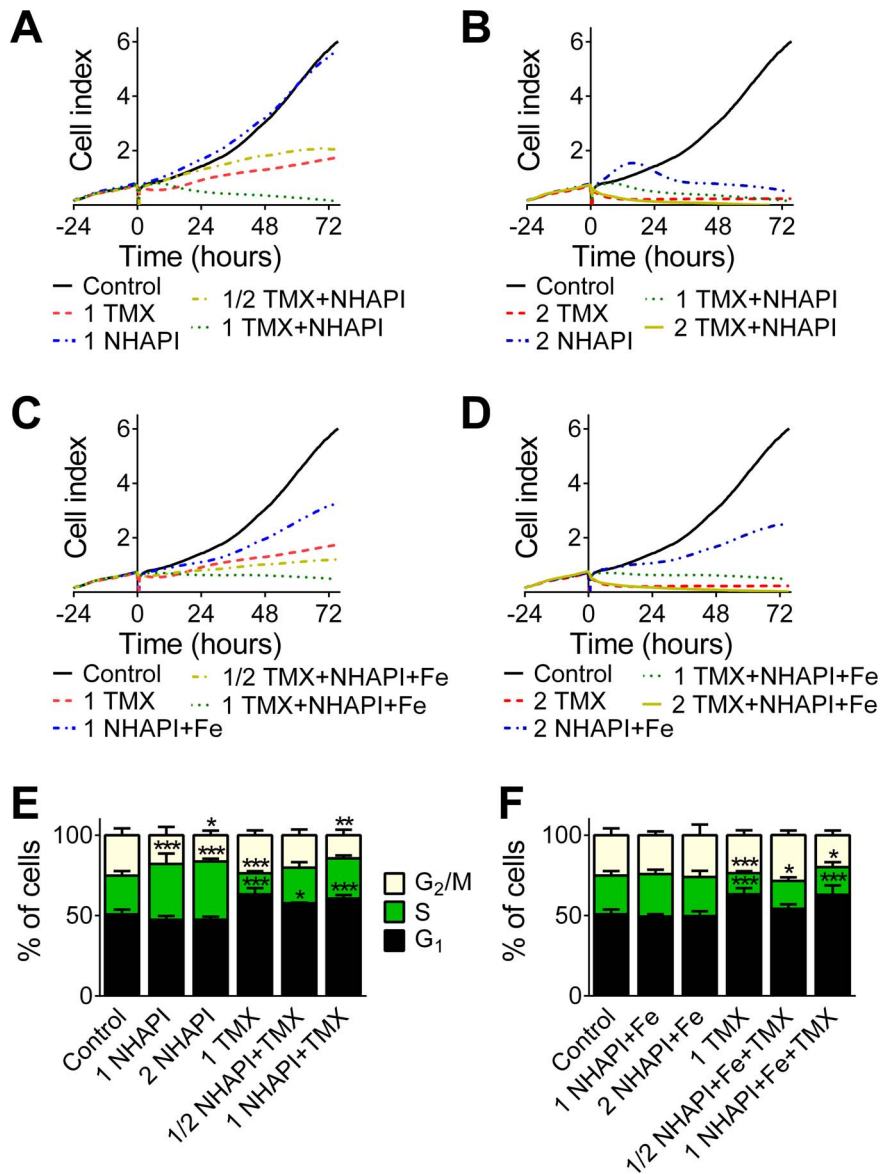 A
B
Cell index
6
4
2
-24 0 24 48 72
Time (hours)
Control
1 TMX
1 NHAPI
1/2 TMX+NHAPI
1 TMX+NHAPI
Cell index
6
4
2
-24 0 24 48 72
Time (hours)
Control
2 TMX
2 NHAPI
1 TMX+NHAPI
2 TMX+NHAPI
C
D
Cell index
6
4
2
-24 0 24 48 72
Time (hours)
Control
1 TMX
1 NHAPI+Fe
1/2 TMX+NHAPI+Fe
1 TMX+NHAPI+Fe
Cell index
6
4
2
-24 0 24 48 72
Time (hours)
Control
2 TMX
2 NHAPI+Fe
1 TMX+NHAPI+Fe
2 TMX+NHAPI+Fe
E
F
% of cells
100
50
0
*** * *** *** *** * ** ***
Control
1 NHAPI
2 NHAPI
1 TMX
1/2 NHAPI+TMX
1 NHAPI+TMX
G₂/M
S
G₁
% of cells
100
50
0
*** *** * * ***
Control
1 NHAPI+Fe
2 NHAPI+Fe
1 TMX
1/2 NHAPI+Fe+TMX
1 NHAPI+Fe+TMX